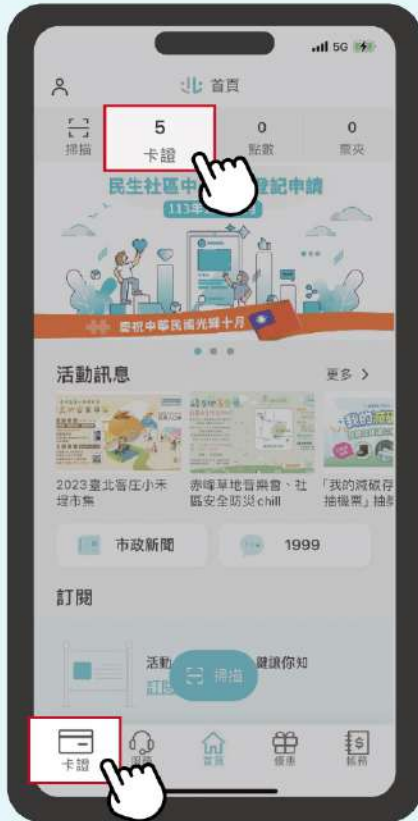 5G
首頁
掃描
5
卡證
0
點數
0
票夾
民生社區中
登記申請
113年
慶祝中華民國光輝十月
活動訊息
更多 >
2023臺北客庄小禾
埕市集
赤峰草地音樂會、社
區安全防災chill
「我的減碳存
抽機票」抽
市政新聞
1999
訂閱
活動
鍵讓你知
掃描
卡證
服務
首頁
優惠
帳務